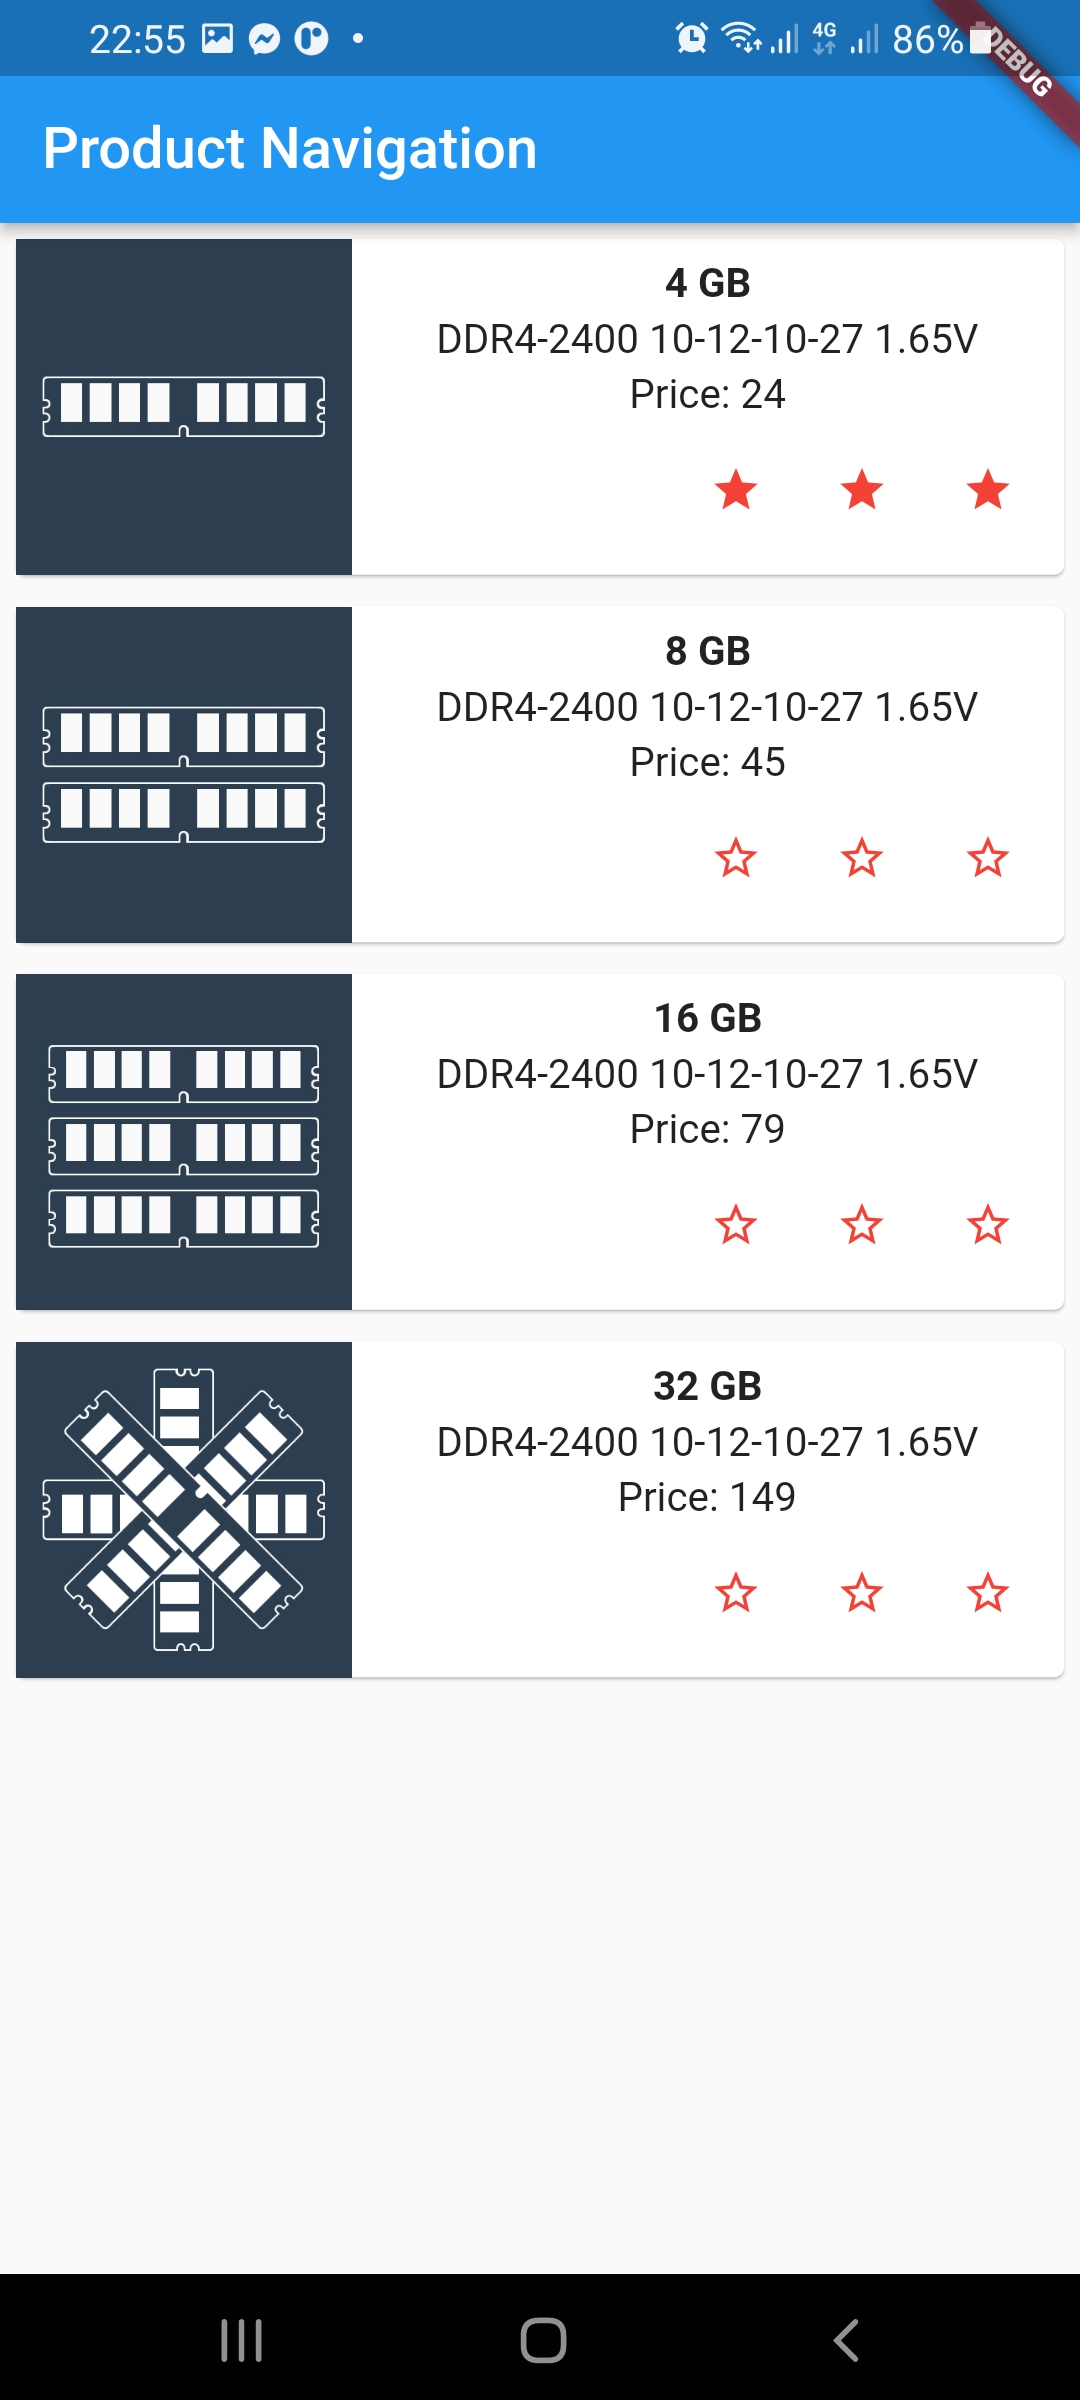 22:55
4G
86%
DEBUG
Product Navigation
4 GB
DDR4-2400 10-12-10-27 1.65V
Price: 24
8 GB
DDR4-2400 10-12-10-27 1.65V
Price: 45
16 GB
DDR4-2400 10-12-10-27 1.65V
Price: 79
32 GB
DDR4-2400 10-12-10-27 1.65V
Price: 149